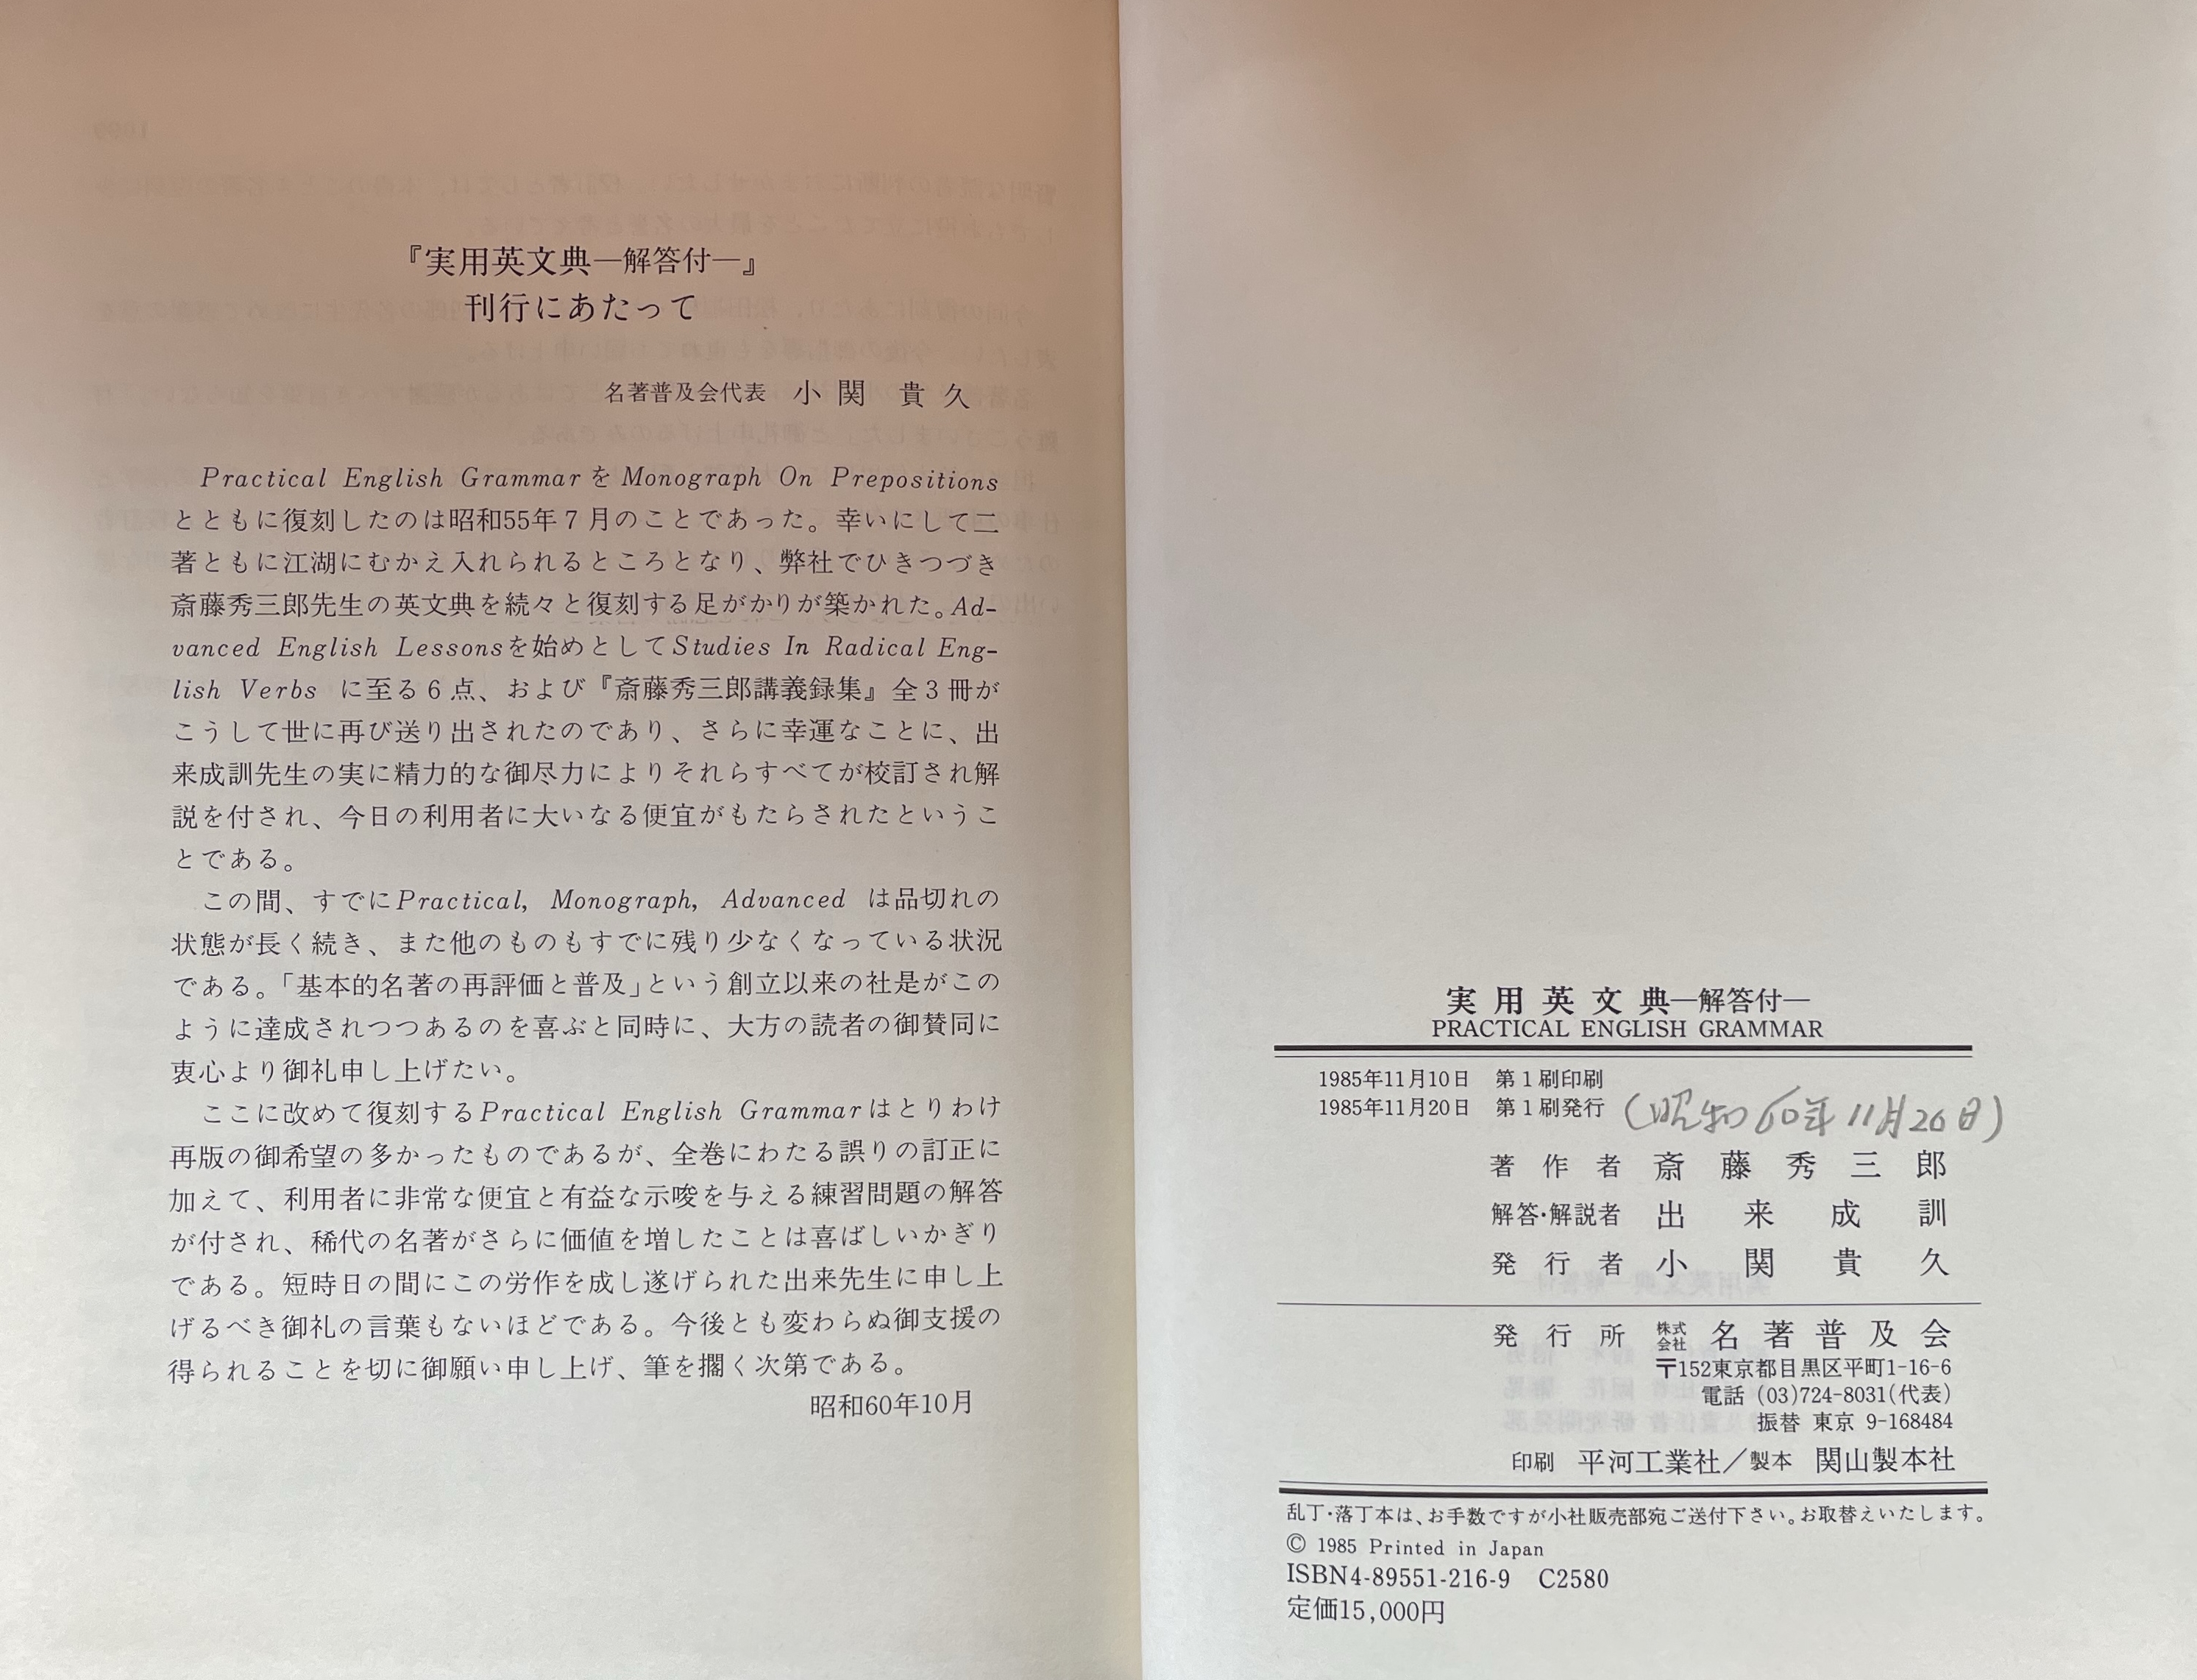 『実用英文典―解答付―』
刊行にあたって
名著普及会代表　小関　貴久
Practical English Grammarを Monograph On Prepositions
とともに復刻したのは昭和55年７月のことであった。幸いにして二
著ともに江湖にむかえ入れられるところとなり、弊社でひきつづき
斎藤秀三郎先生の英文典を続々と復刻する足がかりが築かれた。Ad-
vanced English Lessonsを始めとしてStudies In Radical Eng-
lish Verbs に至る６点、および『斎藤秀三郎講義録集』全３冊が
こうして世に再び送り出されたのであり、さらに幸運なことに、出
来成訓先生の実に精力的な御尽力によりそれらすべてが校訂され解
説を付され、今日の利用者に大いなる便宜がもたらされたというこ
とである。
この間、すでにPractical, Monograph, Advanced は品切れの
状態が長く続き、また他のものもすでに残り少なくなっている状況
である。「基本的名著の再評価と普及」という創立以来の社是がこの
ように達成されつつあるのを喜ぶと同時に、大方の読者の御賛同に
衷心より御礼申し上げたい。
ここに改めて復刻するPractical English Grammarはとりわけ
再版の御希望の多かったものであるが、全巻にわたる誤りの訂正に
加えて、利用者に非常な便宜と有益な示唆を与える練習問題の解答
が付され、稀代の名著がさらに価値を増したことは喜ばしいかぎり
である。短時日の間にこの労作を成し遂げられた出来先生に申し上
げるべき御礼の言葉もないほどである。今後とも変わらぬ御支援の
得られることを切に御願い申し上げ、筆を擱く次第である。
昭和60年10月
実用英文典―解答付―
PRACTICAL ENGLISH GRAMMAR
1985年11月10日　第１刷印刷
1985年11月20日　第１刷発行 (昭和60年11月20日)
著作者　斎藤秀三郎
解答・解説者　出来成訓
発行者　小関貴久
発行所　株式会社 名著普及会
〒152東京都目黒区平町1-16-6
電話 (03)724-8031(代表)
振替 東京 9-168484
印刷　平河工業社／製本　関山製本社
乱丁・落丁本は、お手数ですが小社販売部宛ご送付下さい。お取替えいたします。
© 1985 Printed in Japan
ISBN4-89551-216-9　C2580
定価15,000円